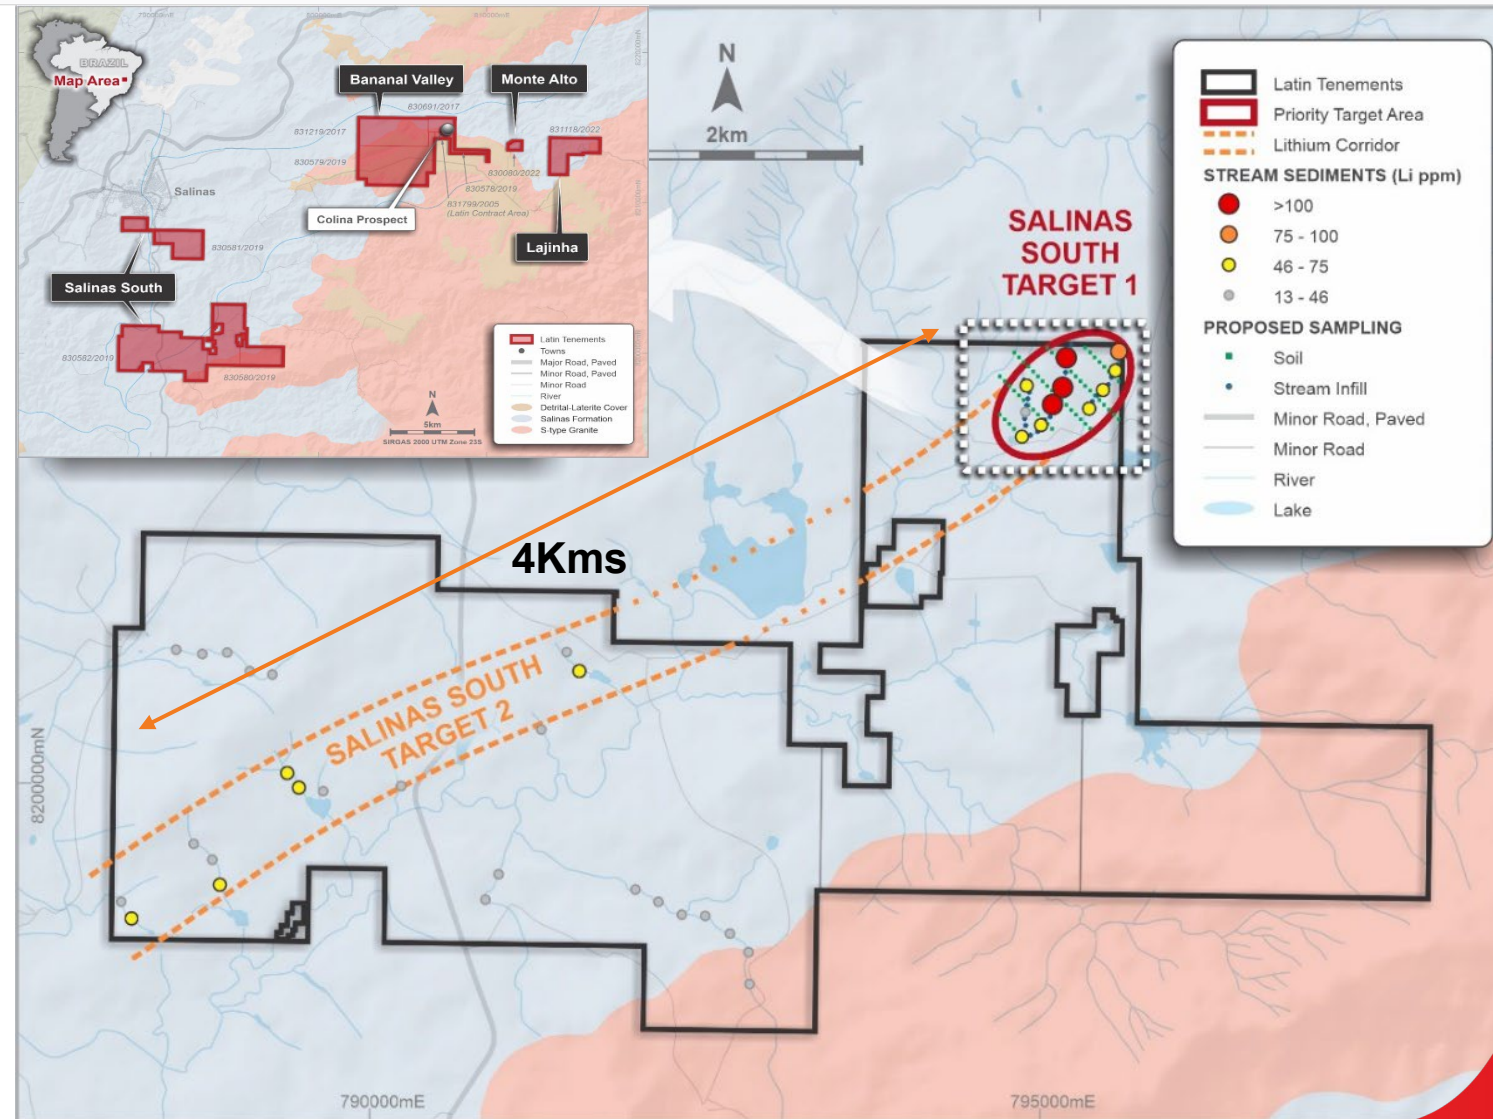 BRAZIL
Map Area
Bananal Valley
Monte Alto
830691/2017
831219/2017
831118/2022
830579/2019
830080/2022
830578/2019
831799/2005
(Latin Contract Area)
Salinas
Colina Prospect
Lajinha
830581/2019
Salinas South
830582/2019
830580/2019
Latin Tenements
Towns
Major Road, Paved
Minor Road, Paved
Minor Road
River
Detrital-Laterite Cover
Salinas Formation
S-type Granite
N
5km
SIRGAS 2000 UTM Zone 23S
N
2km
SALINAS
SOUTH
TARGET 1
Latin Tenements
Priority Target Area
Lithium Corridor
STREAM SEDIMENTS (Li ppm)
>100
75 - 100
46 - 75
13 - 46
PROPOSED SAMPLING
Soil
Stream Infill
Minor Road, Paved
Minor Road
River
Lake
4Kms
SALINAS SOUTH
TARGET 2
8200000mN
790000mE
795000mE